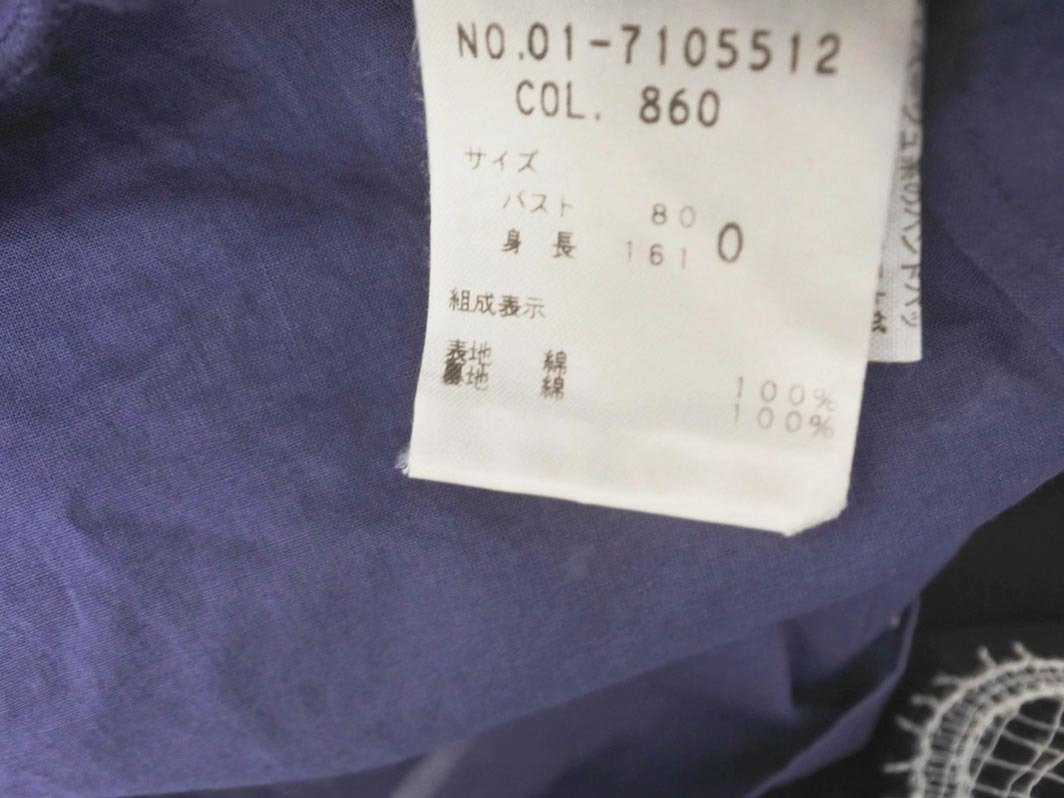 NO.01-7105512
COL. 860
サイズ
バスト 80
身長 161 0
組成表示
表地 綿 100%
裏地 綿 100%